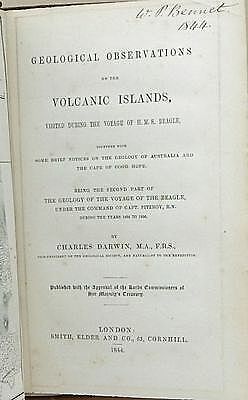 W. P. Bennet
1844.
GEOLOGICAL OBSERVATIONS
ON THE
VOLCANIC ISLANDS,
VISITED DURING THE VOYAGE OF H.M.S. BEAGLE,
TOGETHER WITH
SOME BRIEF NOTICES ON THE GEOLOGY OF AUSTRALIA AND
THE CAPE OF GOOD HOPE.
BEING THE SECOND PART OF
THE GEOLOGY OF THE VOYAGE OF THE BEAGLE,
UNDER THE COMMAND OF CAPT. FITZROY, R.N.
DURING THE YEARS 1832 TO 1836.
BY
CHARLES DARWIN, M.A., F.R.S.,
VICE-PRESIDENT OF THE GEOLOGICAL SOCIETY, AND NATURALIST TO THE EXPEDITION.
Published with the Approval of the Lords Commissioners of
Her Majesty's Treasury.
LONDON:
SMITH, ELDER AND CO., 65, CORNHILL.
1844.